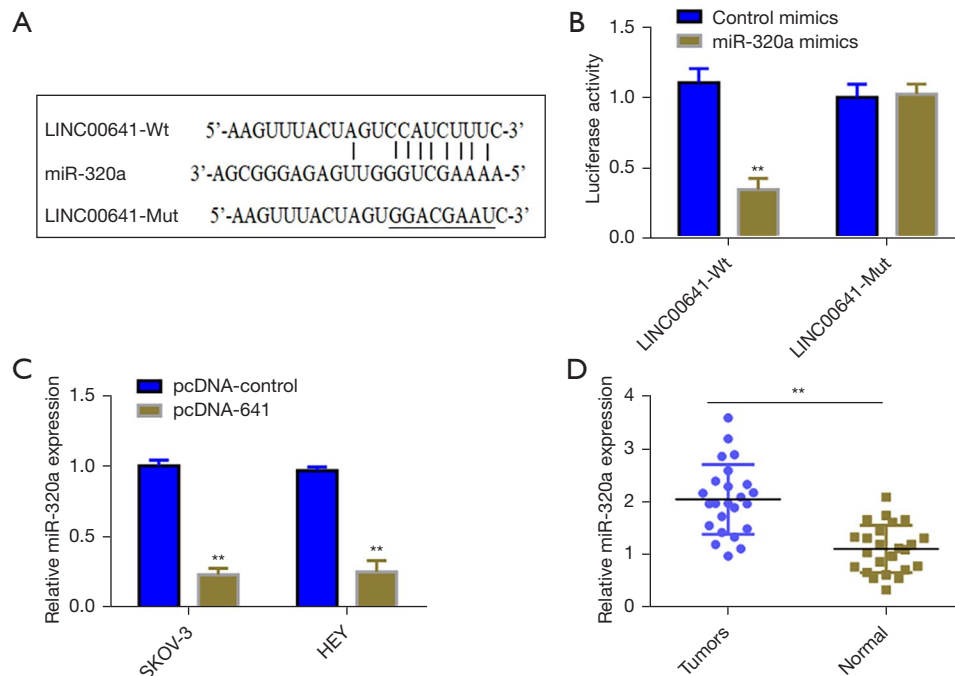 A
LINC00641-Wt 5'-AAGUUUACUAGUCCAUCUUUC-3'
miR-320a 3'-AGCGGGAGAGUUGGGUCGAAAA-5'
LINC00641-Mut 5'-AAGUUUACUAGUGGACGAAUC-3'
B
Control mimics
miR-320a mimics
Luciferase activity
1.5
1.0
0.5
0.0
**
LINC00641-Wt
LINC00641-Mut
C
pcDNA-control
pcDNA-641
Relative miR-320a expression
1.5
1.0
0.5
0.0
**
**
SKOV-3
HEY
D
Relative miR-320a expression
4
3
2
1
0
**
Tumors
Normal